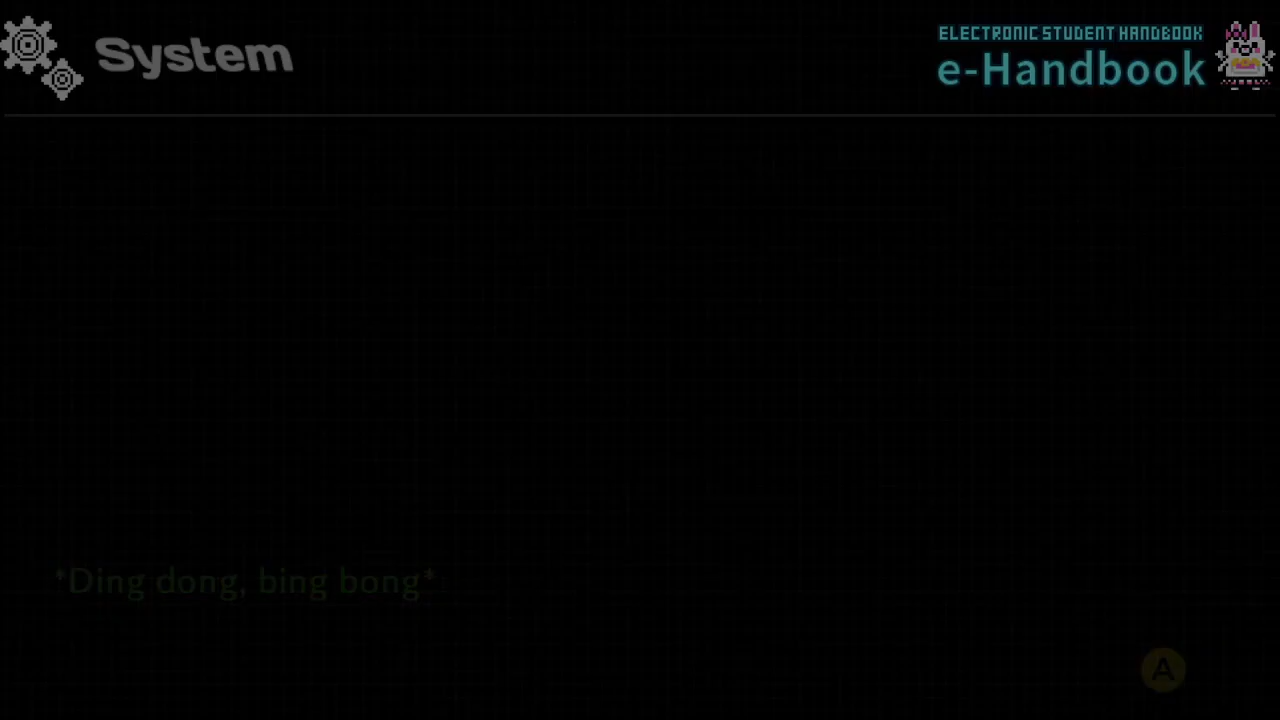 System
ELECTRONIC STUDENT HANDBOOK
e-Handbook
*Ding dong, bing bong*
A